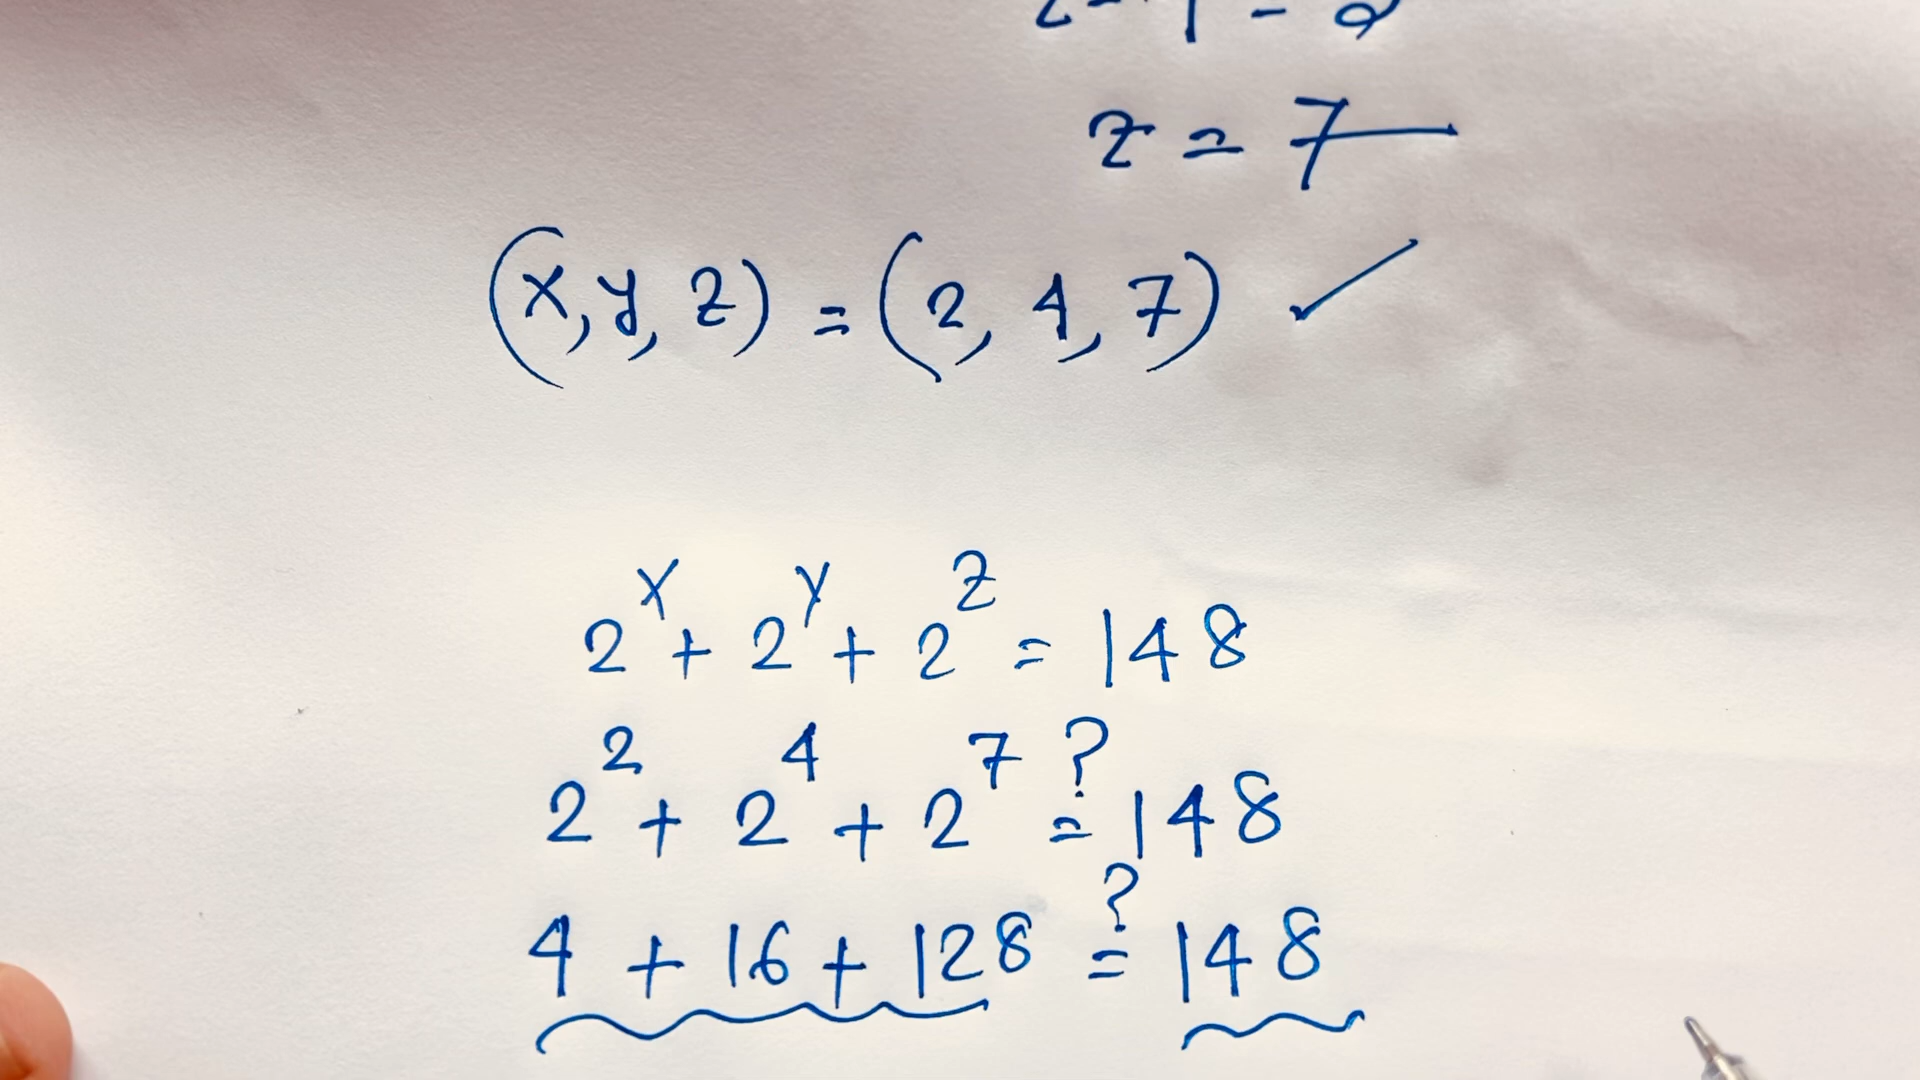 z = 7
(x, y, z) = (2, 4, 7) ✓
2^x + 2^y + 2^z = 148
2^2 + 2^4 + 2^7 ?= 148
4 + 16 + 128 ?= 148